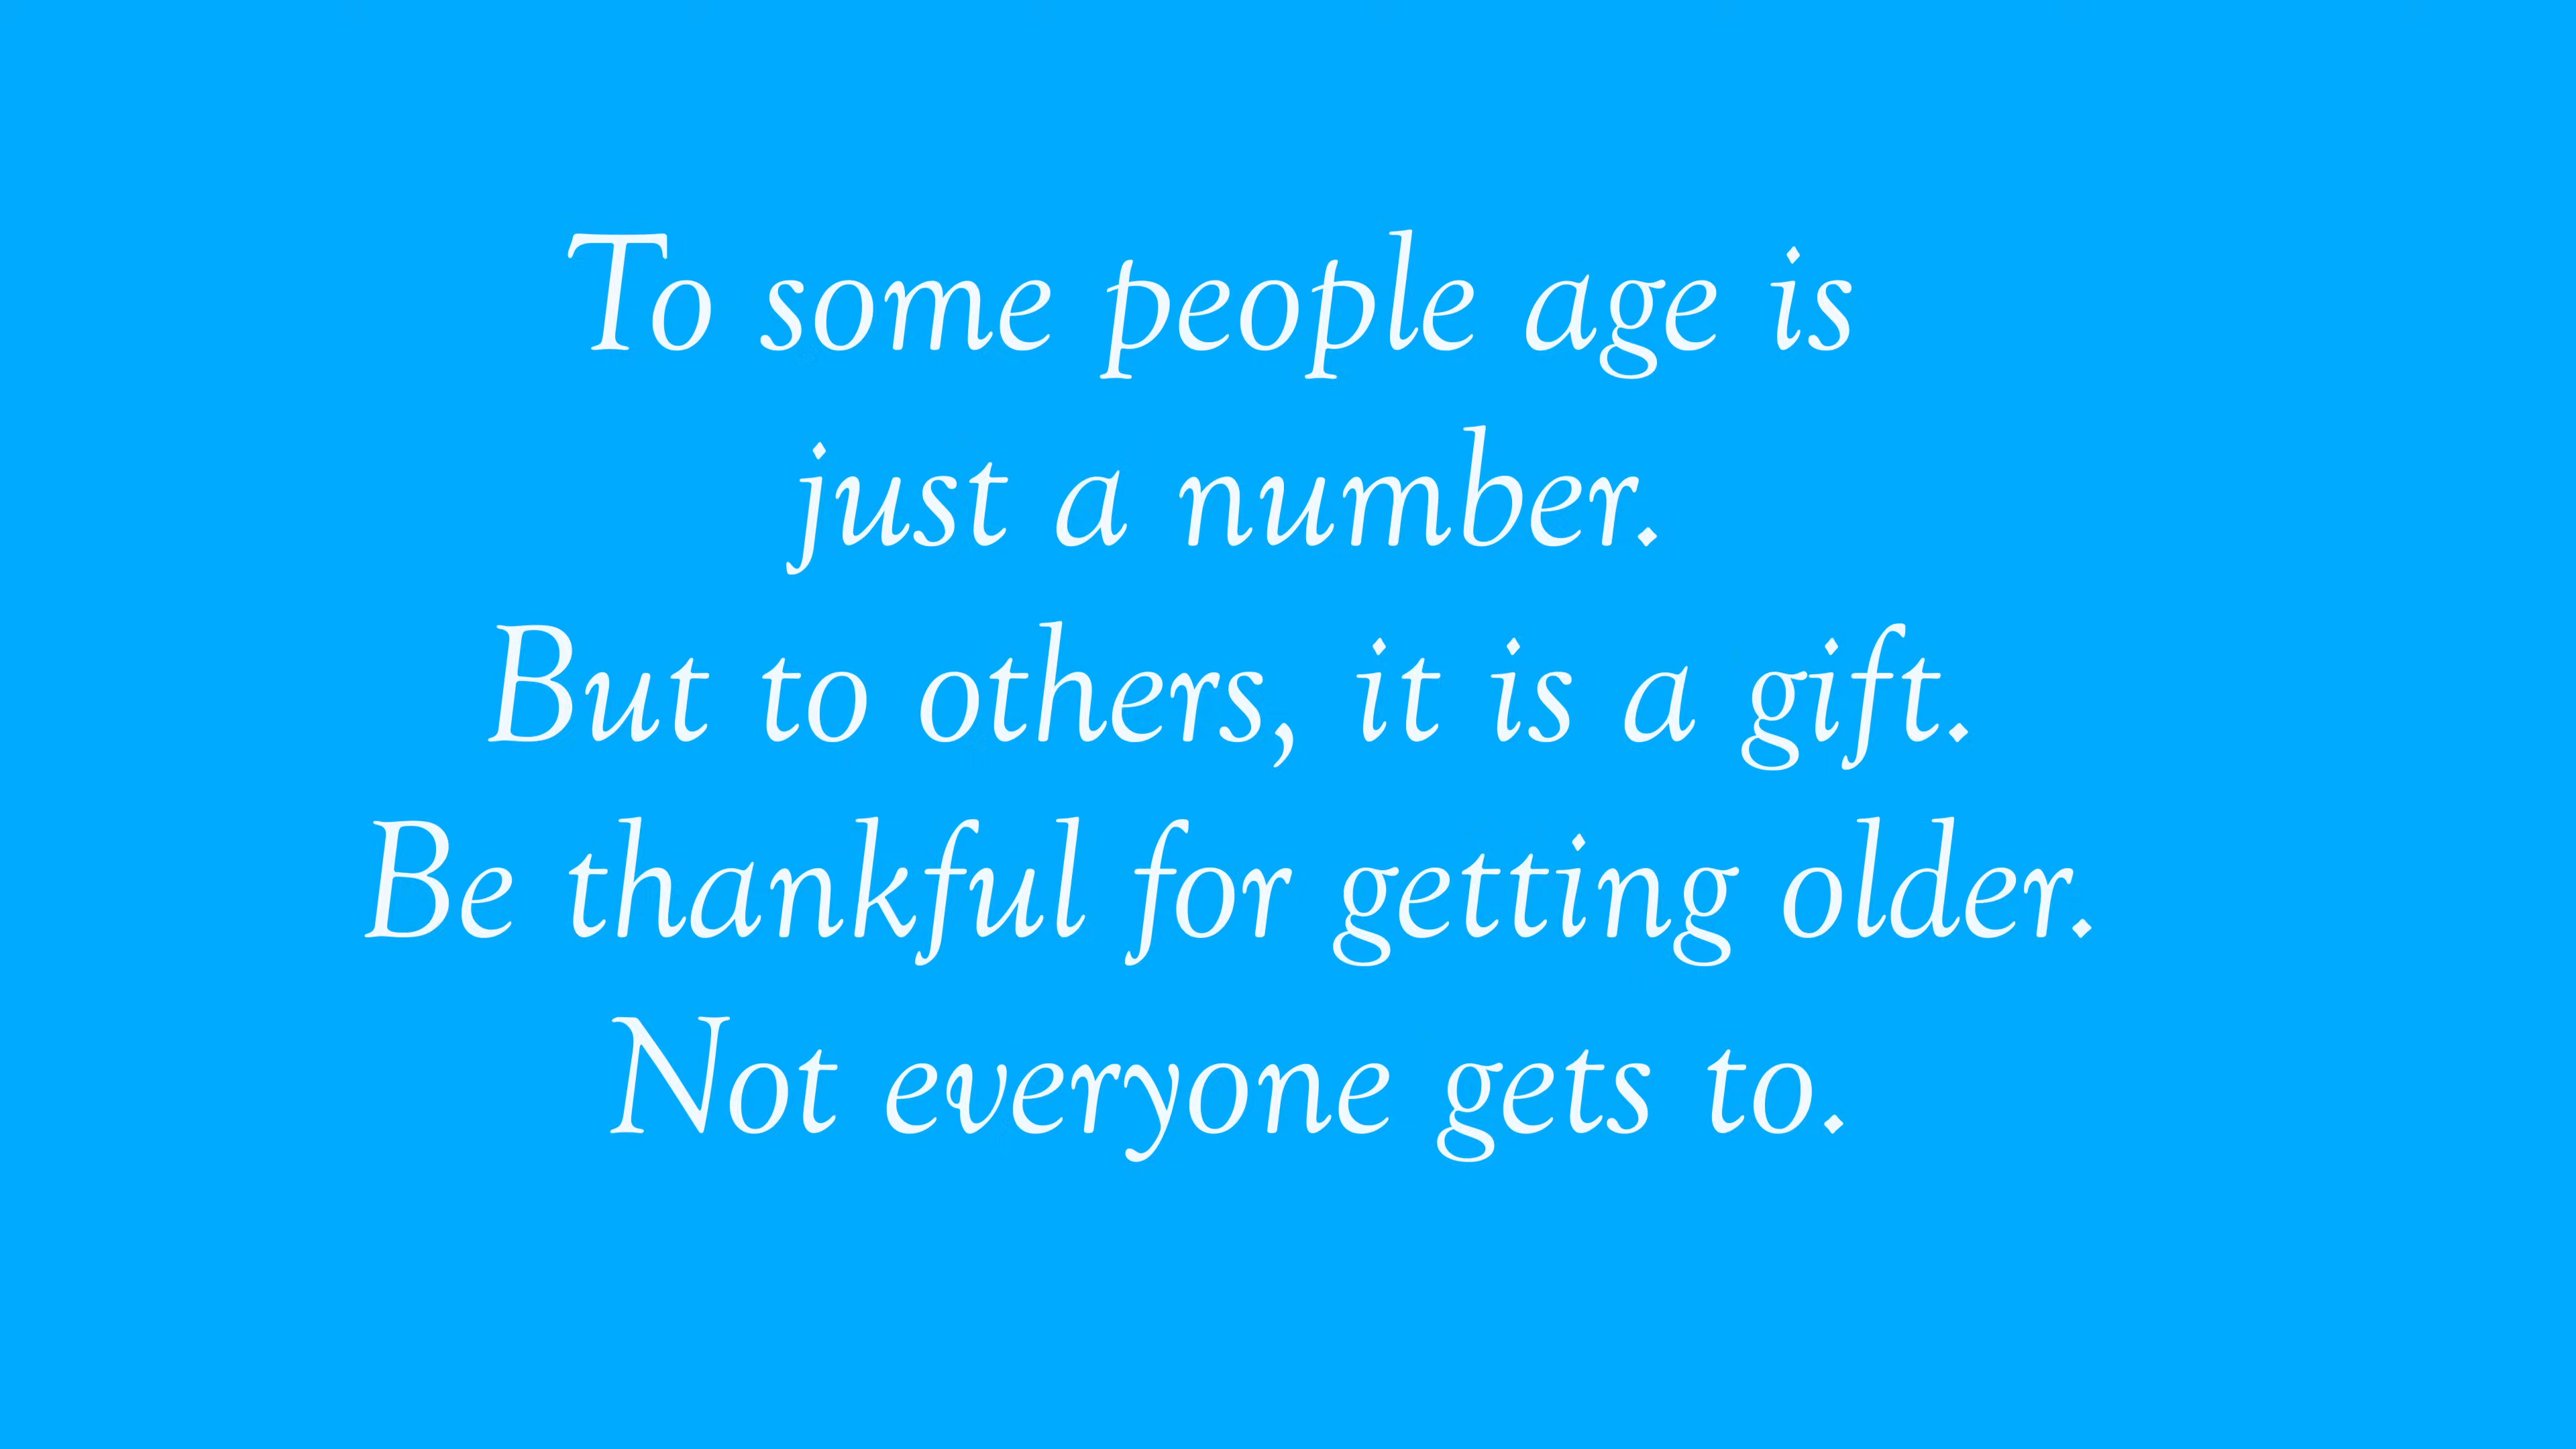 To some people age is
just a number.
But to others, it is a gift.
Be thankful for getting older.
Not everyone gets to.